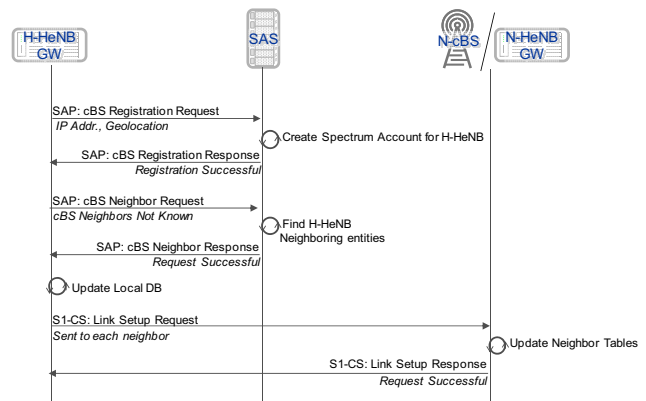 H-HeNB
GW
SAS
N-cBS
N-HeNB
GW
SAP: cBS Registration Request
IP Addr., Geolocation
Create Spectrum Account for H-HeNB
SAP: cBS Registration Response
Registration Successful
SAP: cBS Neighbor Request
cBS Neighbors Not Known
Find H-HeNB
Neighboring entities
SAP: cBS Neighbor Response
Request Successful
Update Local DB
S1-CS: Link Setup Request
Sent to each neighbor
Update Neighbor Tables
S1-CS: Link Setup Response
Request Successful